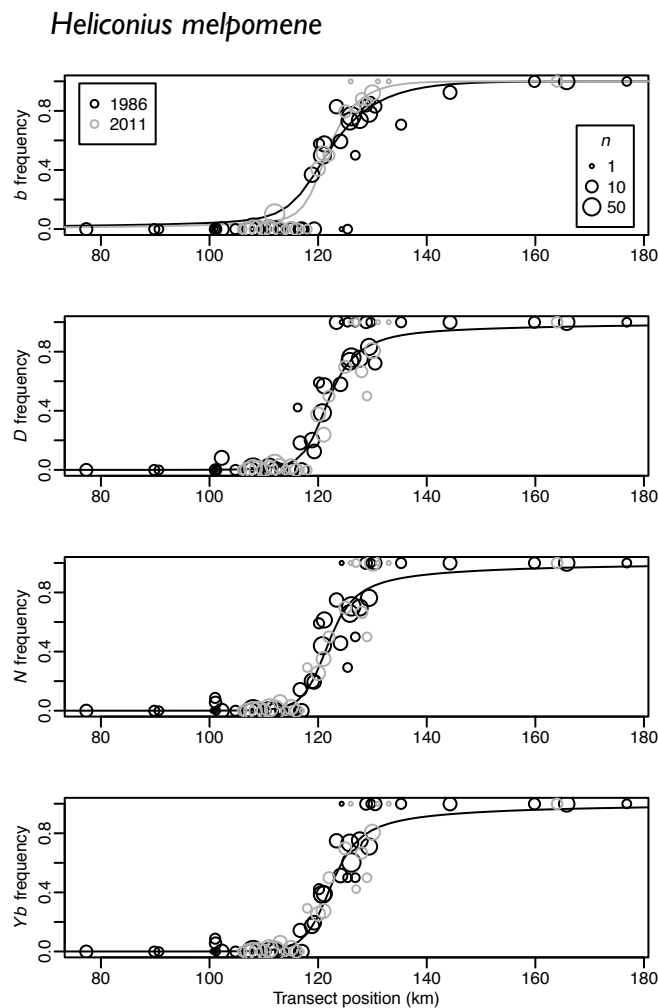 Heliconius melpomene
b frequency
0.0 0.4 0.8
1986
2011
n
1
10
50
80 100 120 140 160 180
D frequency
0.0 0.4 0.8
80 100 120 140 160 180
N frequency
0.0 0.4 0.8
80 100 120 140 160 180
Yb frequency
0.0 0.4 0.8
80 100 120 140 160 180
Transect position (km)